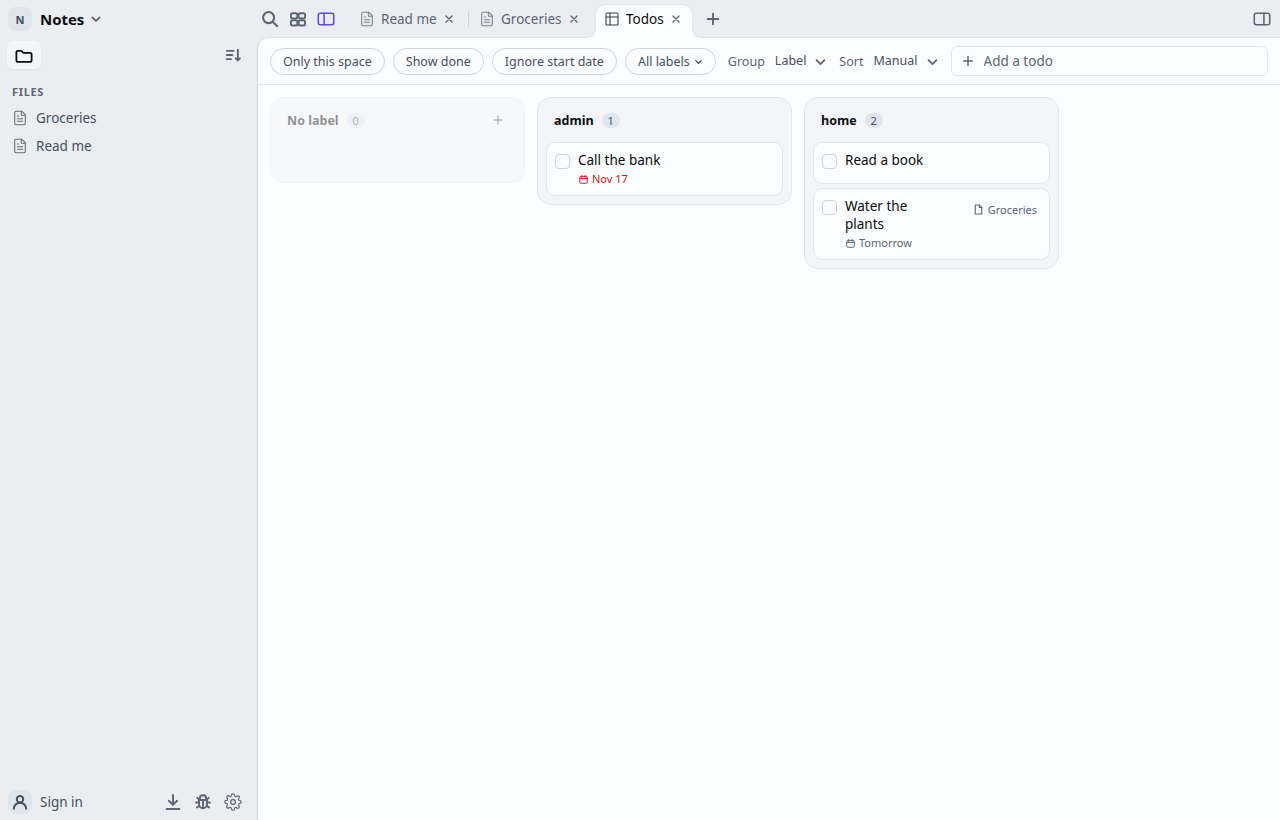 N Notes
Read me
Groceries
Todos
FILES
Groceries
Read me
Only this space
Show done
Ignore start date
All labels
Group Label
Sort Manual
Add a todo
No label 0
admin 1
Call the bank
Nov 17
home 2
Read a book
Water the
plants
Groceries
Tomorrow
Sign in